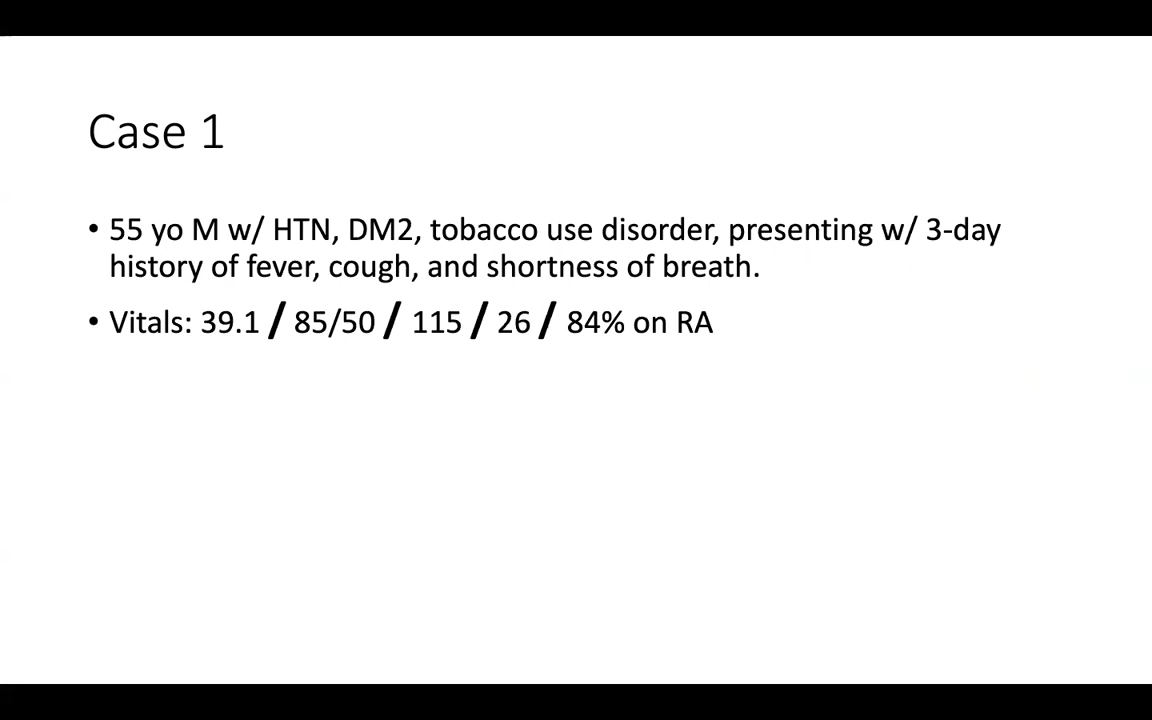 Case 1
• 55 yo M w/ HTN, DM2, tobacco use disorder, presenting w/ 3-day
history of fever, cough, and shortness of breath.
• Vitals: 39.1 / 85/50 / 115 / 26 / 84% on RA